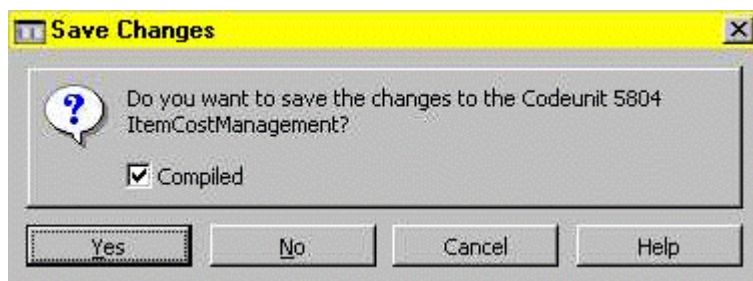 Save Changes
Do you want to save the changes to the Codeunit 5804
ItemCostManagement?
Compiled
Yes
No
Cancel
Help